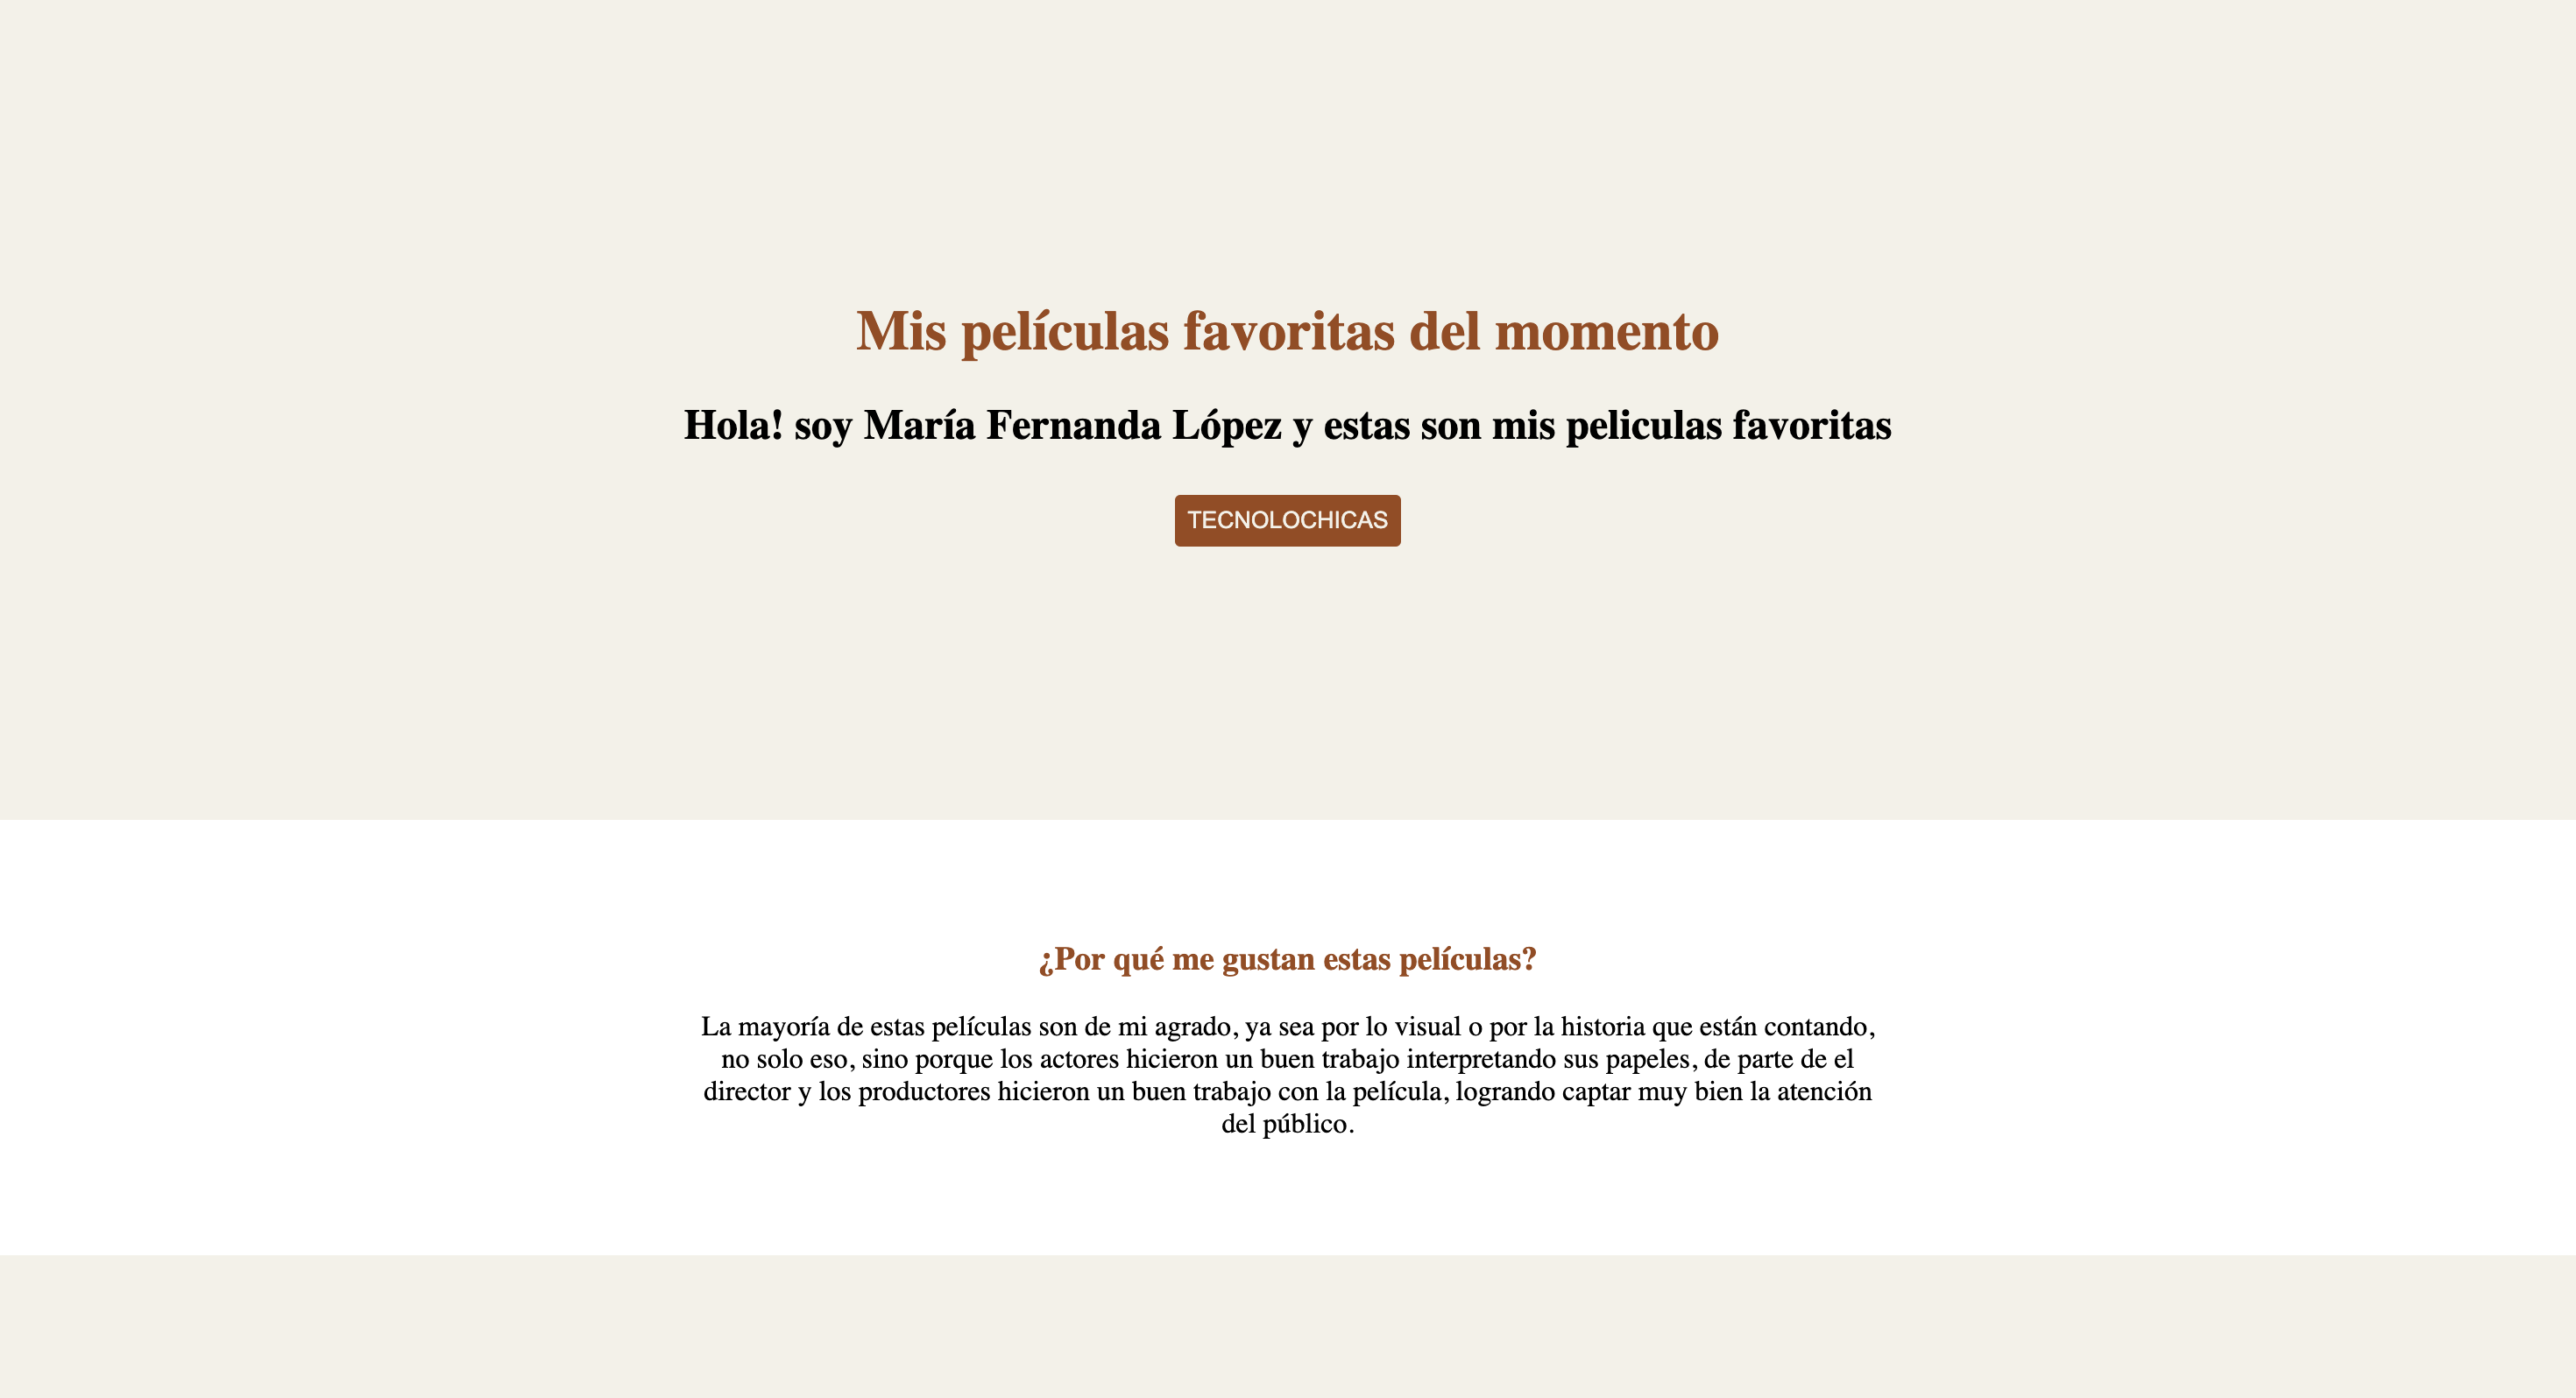 Mis películas favoritas del momento
Hola! soy María Fernanda López y estas son mis peliculas favoritas
TECNOLOCHICAS
¿Por qué me gustan estas películas?
La mayoría de estas películas son de mi agrado, ya sea por lo visual o por la historia que están contando,
no solo eso, sino porque los actores hicieron un buen trabajo interpretando sus papeles, de parte de el
director y los productores hicieron un buen trabajo con la película, logrando captar muy bien la atención
del público.